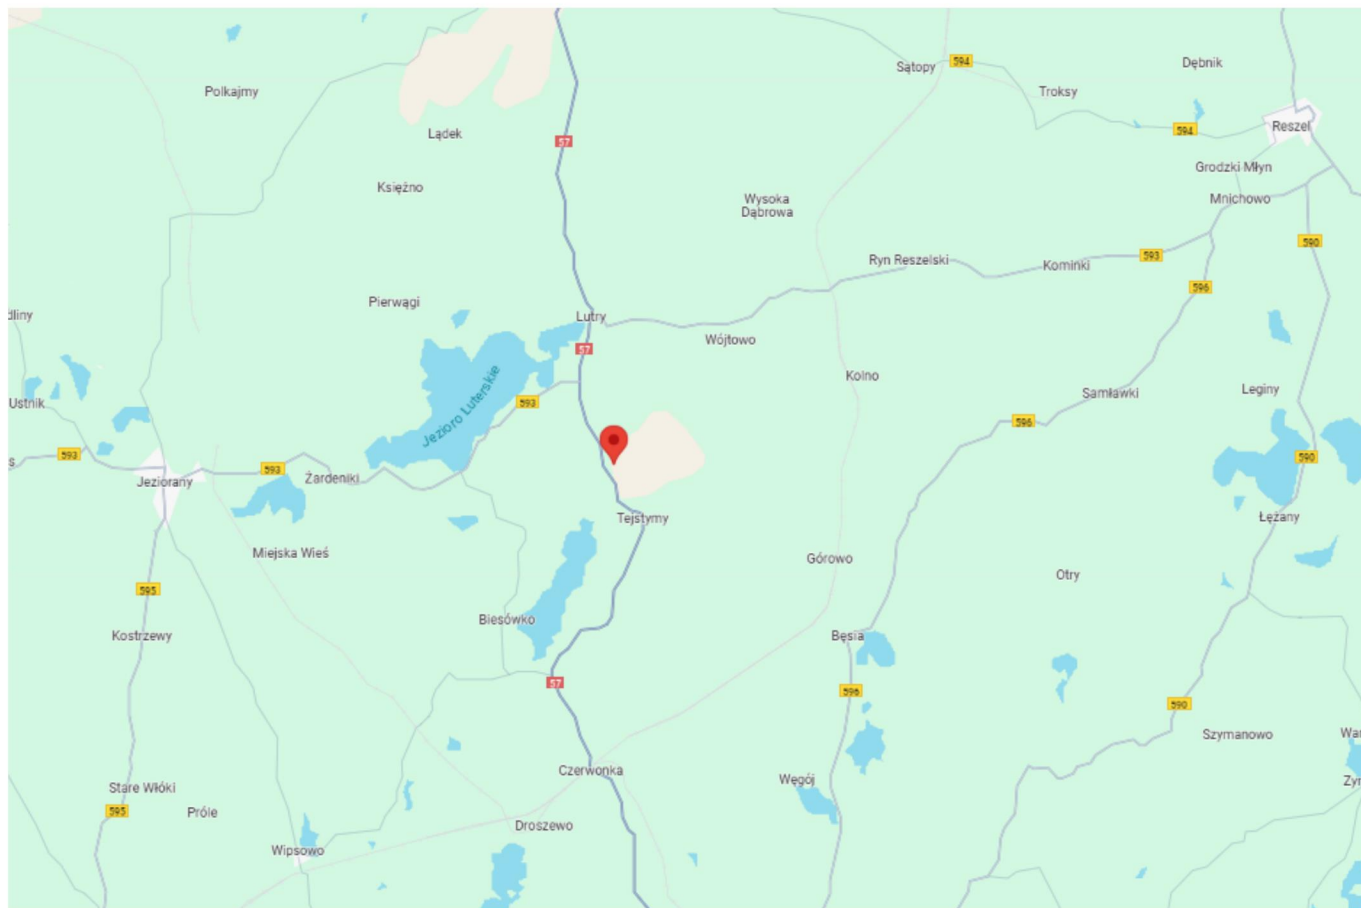 Sątopy
594
Dębnik
Polkajmy
Troksy
Lądek
594
Reszel
57
Grodzki Młyn
Księżno
Wysoka
Dąbrowa
Mnichowo
590
593
Ryn Reszelski
Kominki
596
Pierwągi
dliny
Lutry
Wójtowo
57
Kolno
Jezioro Luterskie
Leginy
Samławki
593
Ustnik
596
593
590
s
593
Żardeniki
Jeziorany
Tejstymy
Łężany
Miejska Wieś
Górowo
Otry
595
Biesówko
Kostrzewy
Bęsia
57
596
590
Szymanowo
War
Czerwonka
Węgój
Zyr
Stare Włóki
595
Próle
Droszewo
Wipsowo